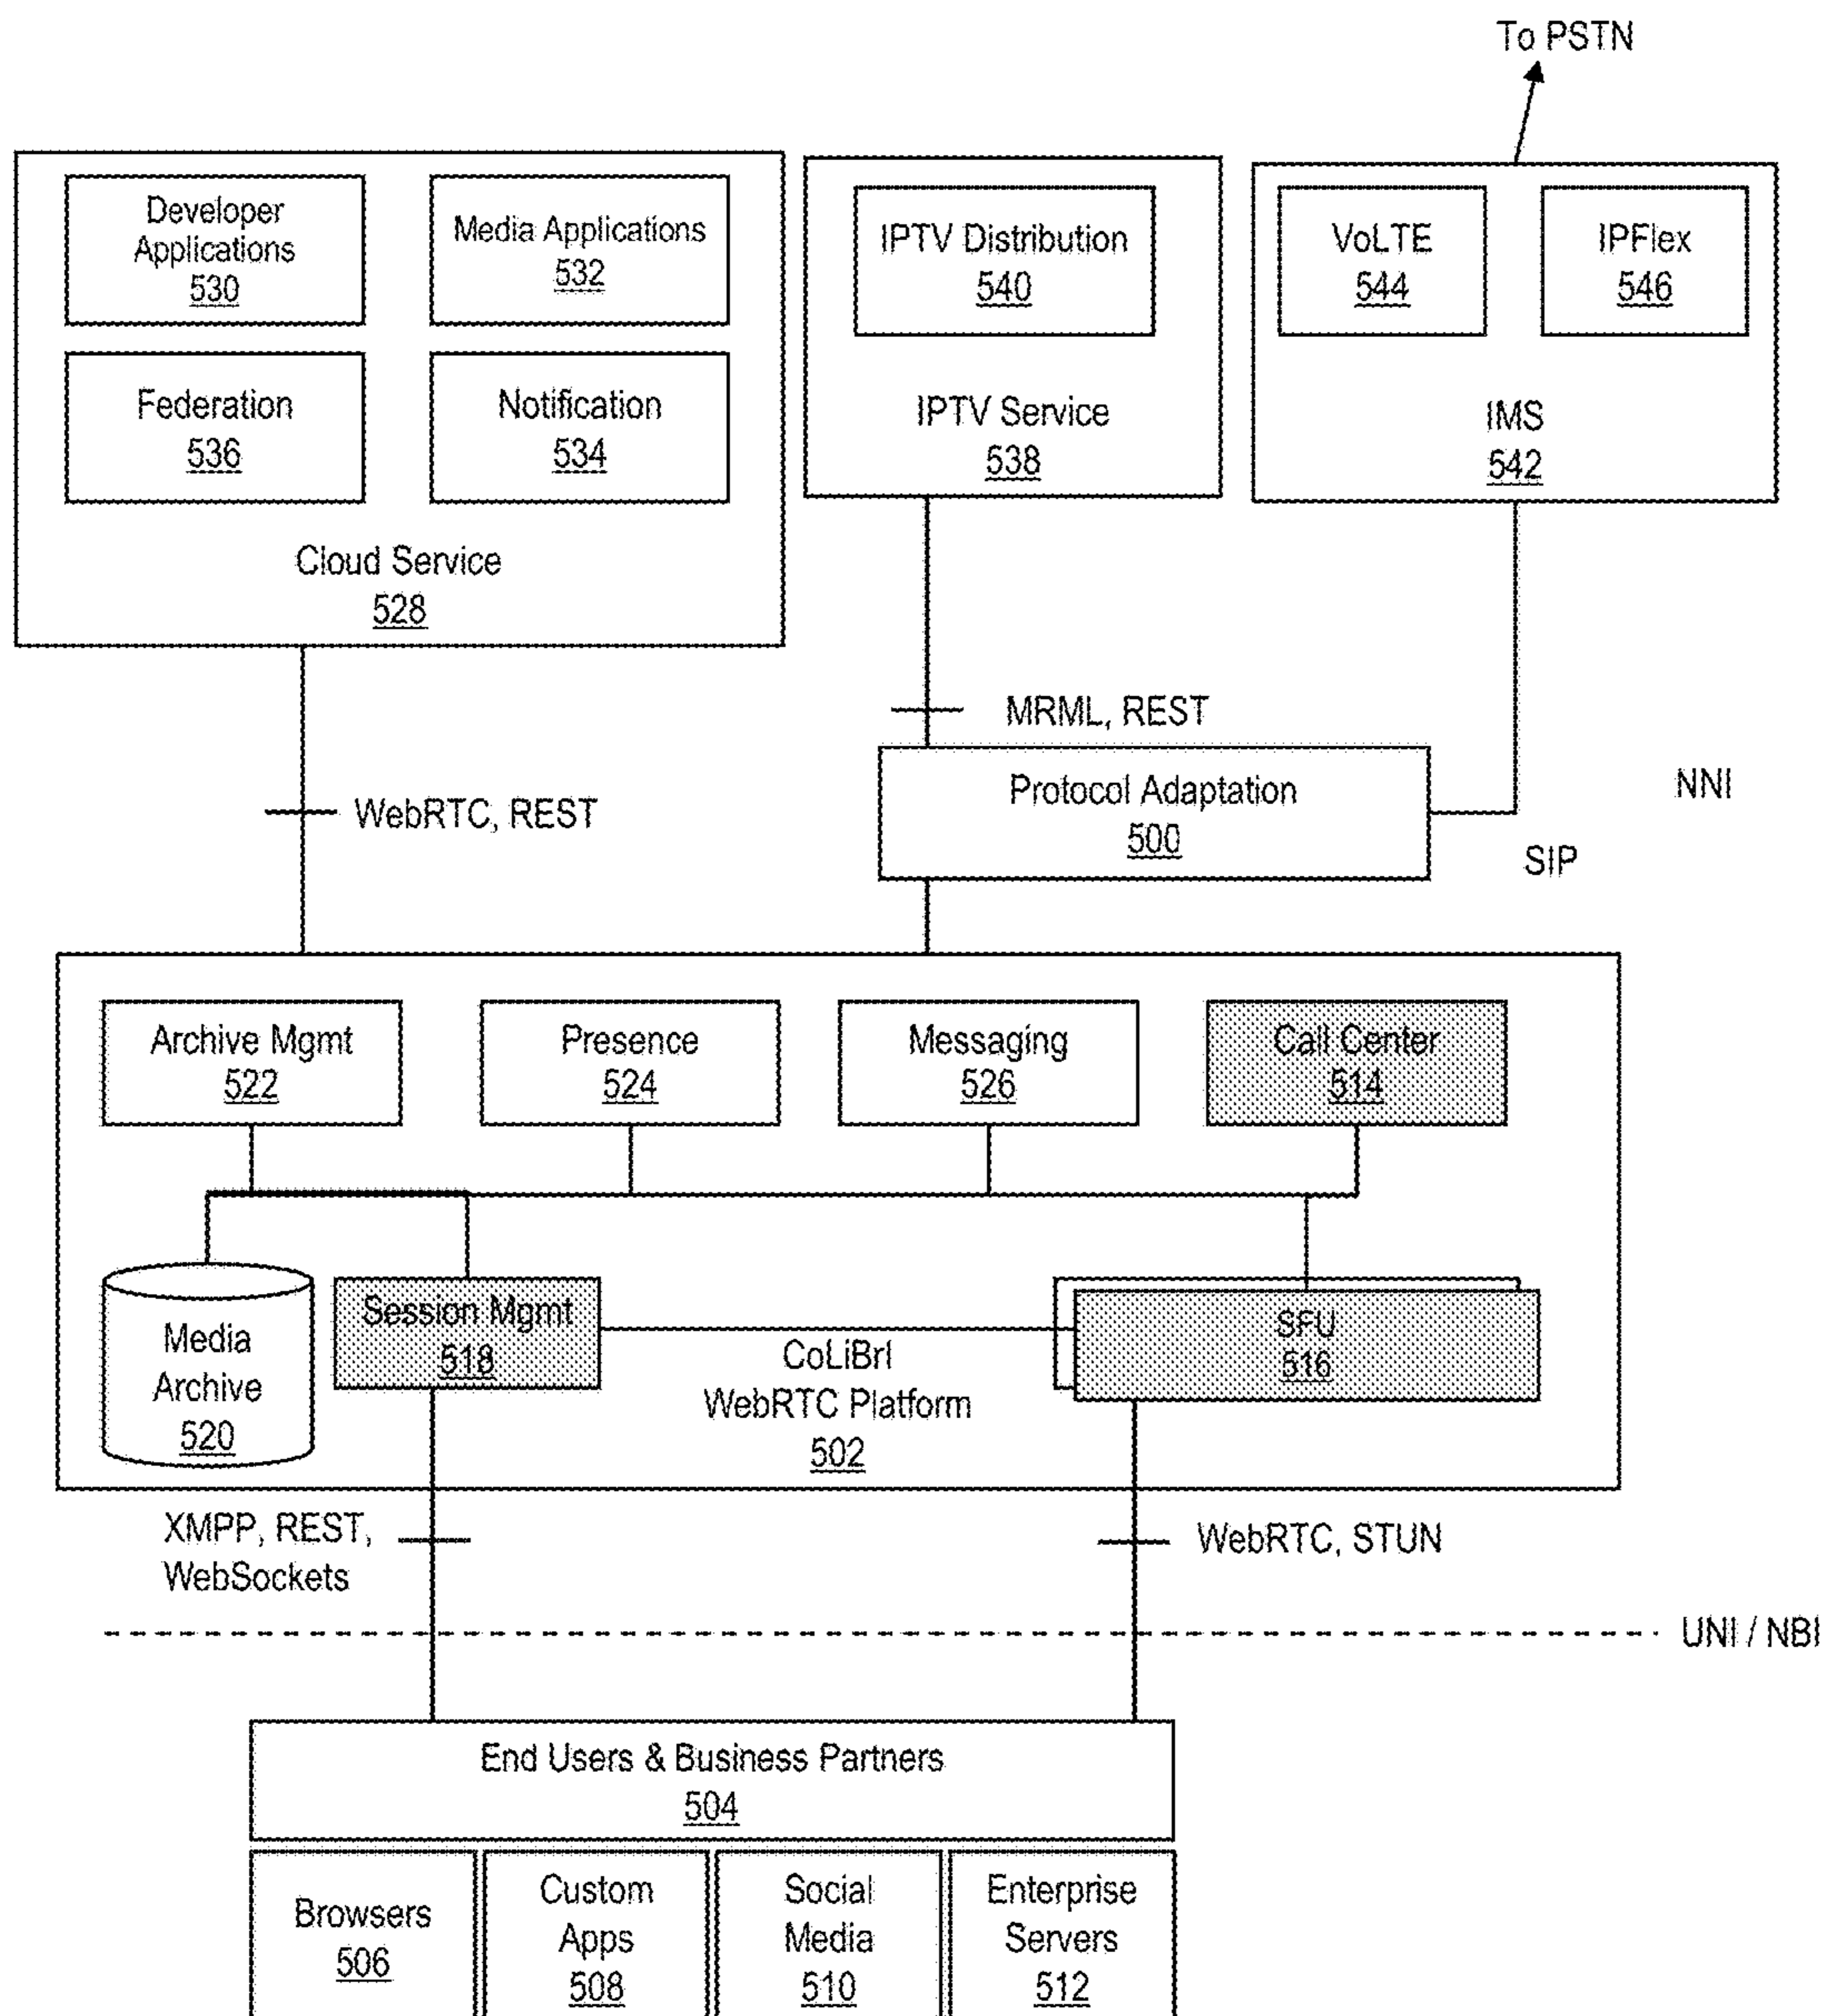 To PSTN
Developer
Applications
530
Media Applications
532
Federation
536
Notification
534
Cloud Service
528
IPTV Distribution
540
IPTV Service
538
VoLTE
544
IPFlex
546
IMS
542
MRML, REST
WebRTC, REST
Protocol Adaptation
500
NNI
SIP
Archive Mgmt
522
Presence
524
Messaging
526
Call Center
514
Media
Archive
520
Session Mgmt
518
CoLiBrI
WebRTC Platform
502
SFU
516
XMPP, REST,
WebSockets
WebRTC, STUN
UNI / NBI
End Users & Business Partners
504
Browsers
506
Custom
Apps
508
Social
Media
510
Enterprise
Servers
512